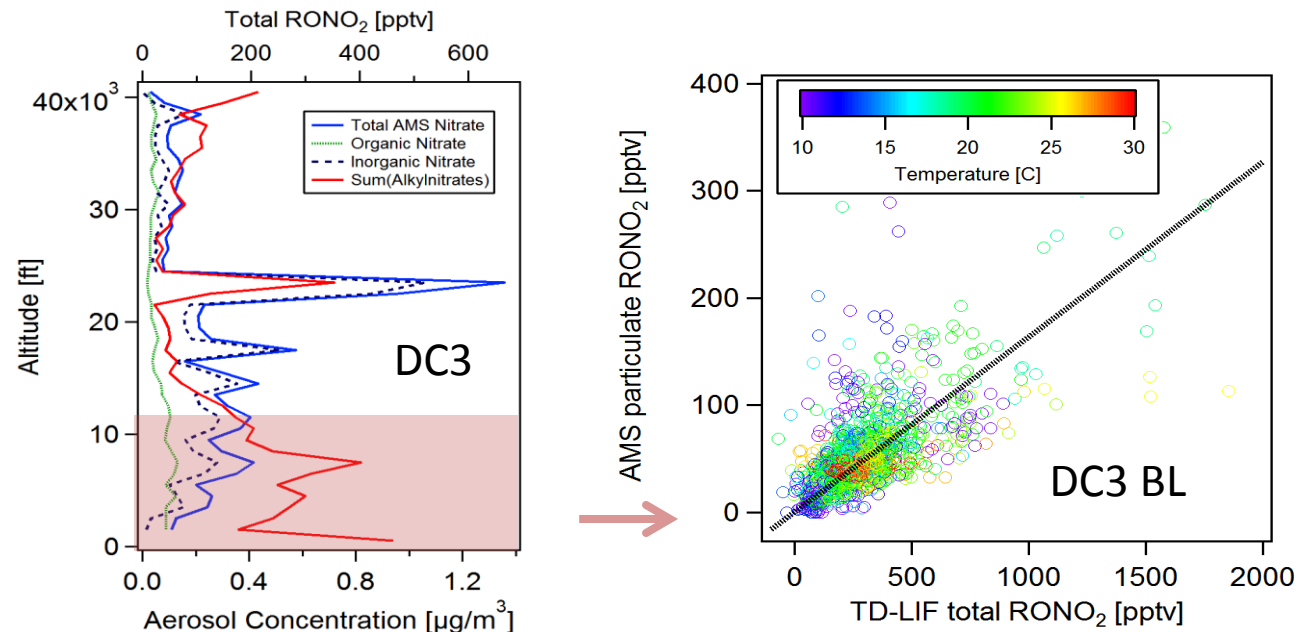 Total RONO₂ [pptv]
0 200 400 600
40x10³
30
20
10
0
Altitude [ft]
Total AMS Nitrate
Organic Nitrate
Inorganic Nitrate
Sum(Alkylnitrates)
DC3
0.0 0.4 0.8 1.2
Aerosol Concentration [µg/m³]
400
300
200
100
0
AMS particulate RONO₂ [pptv]
10 15 20 25 30
Temperature [C]
DC3 BL
0 500 1000 1500 2000
TD-LIF total RONO₂ [pptv]